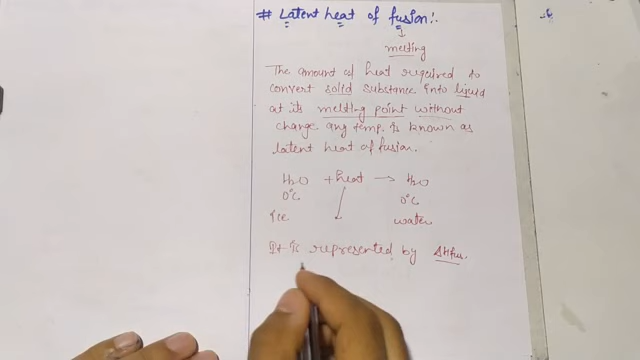 # Latent heat of fusion:.
melting
The amount of heat required to
convert solid substance into liquid
at its melting point without
change any temp. is known as
latent heat of fusion.
H2O + heat → H2O
0°C 0°C
Ice water
It is represented by ΔHfus.